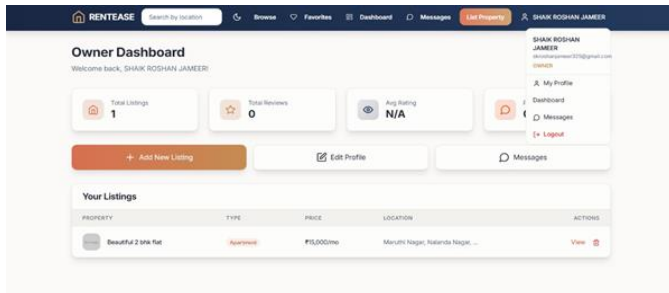 RENTEASE Search by location Browse Favorites Dashboard Messages List Property SHAIK ROSHAN JAMEER
SHAIK ROSHAN
JAMEER
OWNER
My Profile
Dashboard
Messages
Logout
Owner Dashboard
Welcome back, SHAIK ROSHAN JAMEER!
Total Listings
1
Total Reviews
0
Avg Rating
N/A
+ Add New Listing
Edit Profile
Messages
Your Listings
PROPERTY TYPE PRICE LOCATION ACTIONS
Beautiful 2 bhk flat Apartment ₹15,000/mo Maruthi Nagar, Nalanda Nagar, ... View